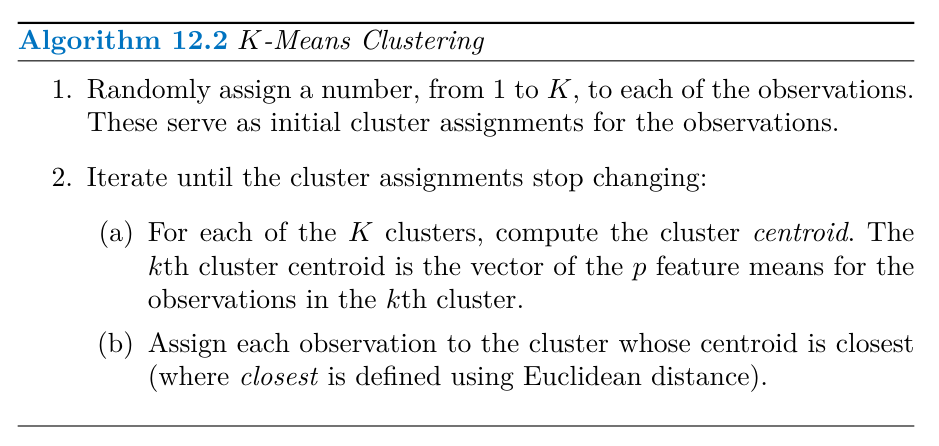 Algorithm 12.2 K-Means Clustering
1. Randomly assign a number, from 1 to K, to each of the observations.
These serve as initial cluster assignments for the observations.
2. Iterate until the cluster assignments stop changing:
(a) For each of the K clusters, compute the cluster centroid. The
kth cluster centroid is the vector of the p feature means for the
observations in the kth cluster.
(b) Assign each observation to the cluster whose centroid is closest
(where closest is defined using Euclidean distance).